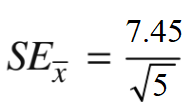 SE_x̅ = 7.45 / √5